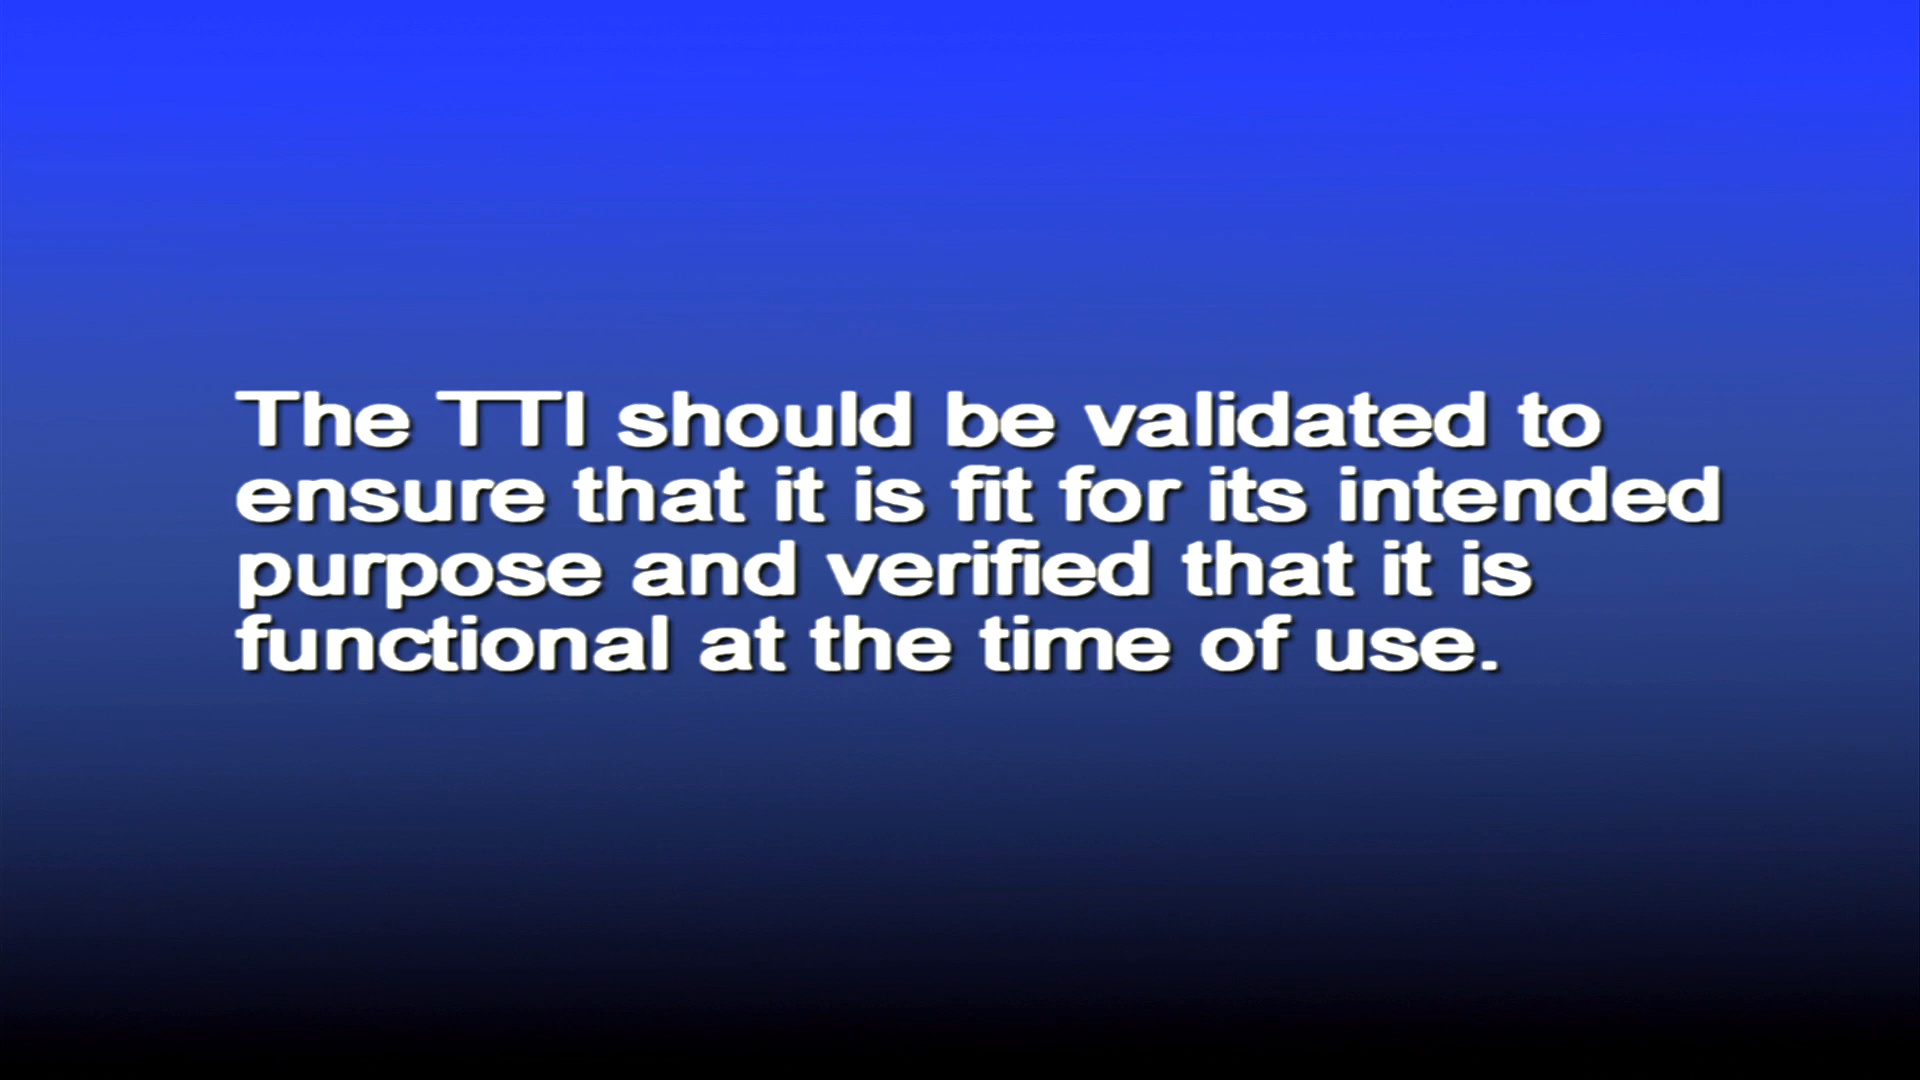 The TTI should be validated to
ensure that it is fit for its intended
purpose and verified that it is
functional at the time of use.